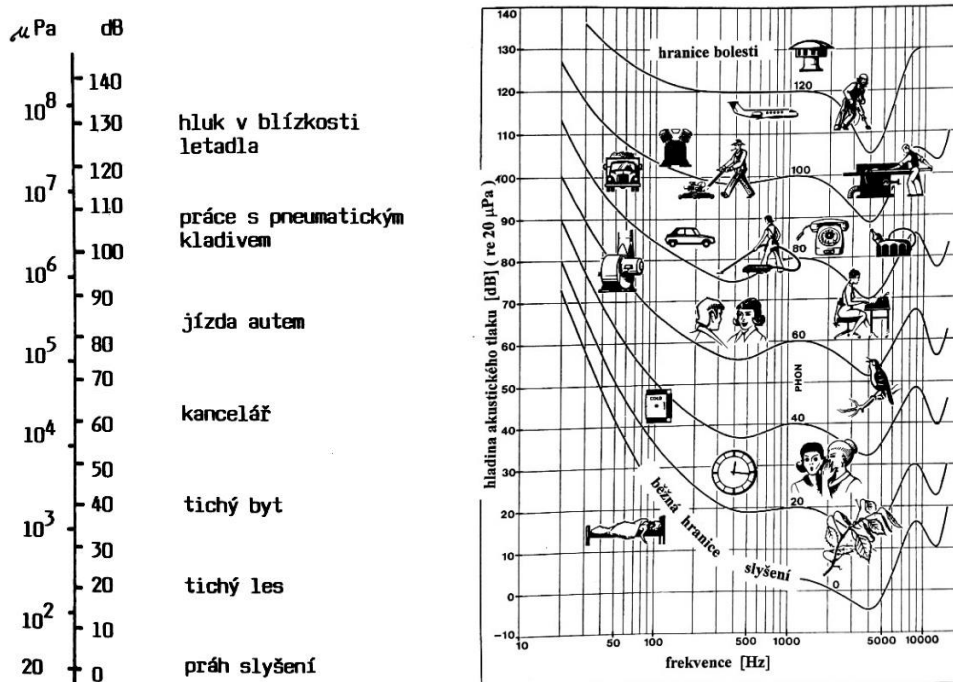 µ Pa dB
140
10⁸
130
hluk v blízkosti
letadla
120
10⁷
110
práce s pneumatickým
kladivem
100
10⁶
90
jízda autem
80
10⁵
70
kancelář
60
10⁴
50
tichý byt
40
10³
30
tichý les
20
10²
10
20
0
práh slyšení
hladina akustického tlaku [dB] ( re 20 µPa )
140
130
120
110
100
90
80
70
60
50
40
30
20
10
0
−10
hranice bolesti
120
100
80
60
PHON
40
COLD
20
0
běžná hranice slyšení
10 50 100 500 1000 5000 10000
frekvence [Hz]